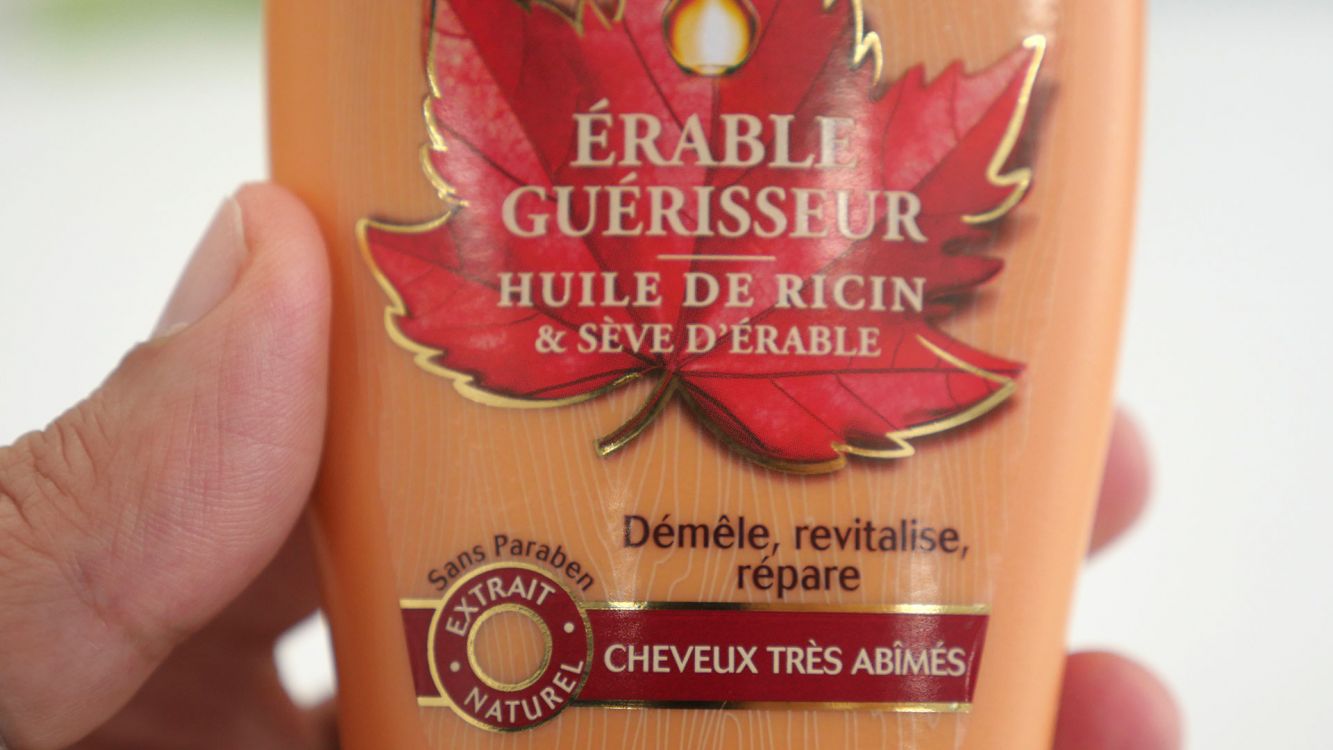 ÉRABLE
GUÉRISSEUR
HUILE DE RICIN
& SÈVE D'ÉRABLE
Démêle, revitalise,
répare
Sans Paraben
EXTRAIT
NATUREL
CHEVEUX TRÈS ABÎMÉS